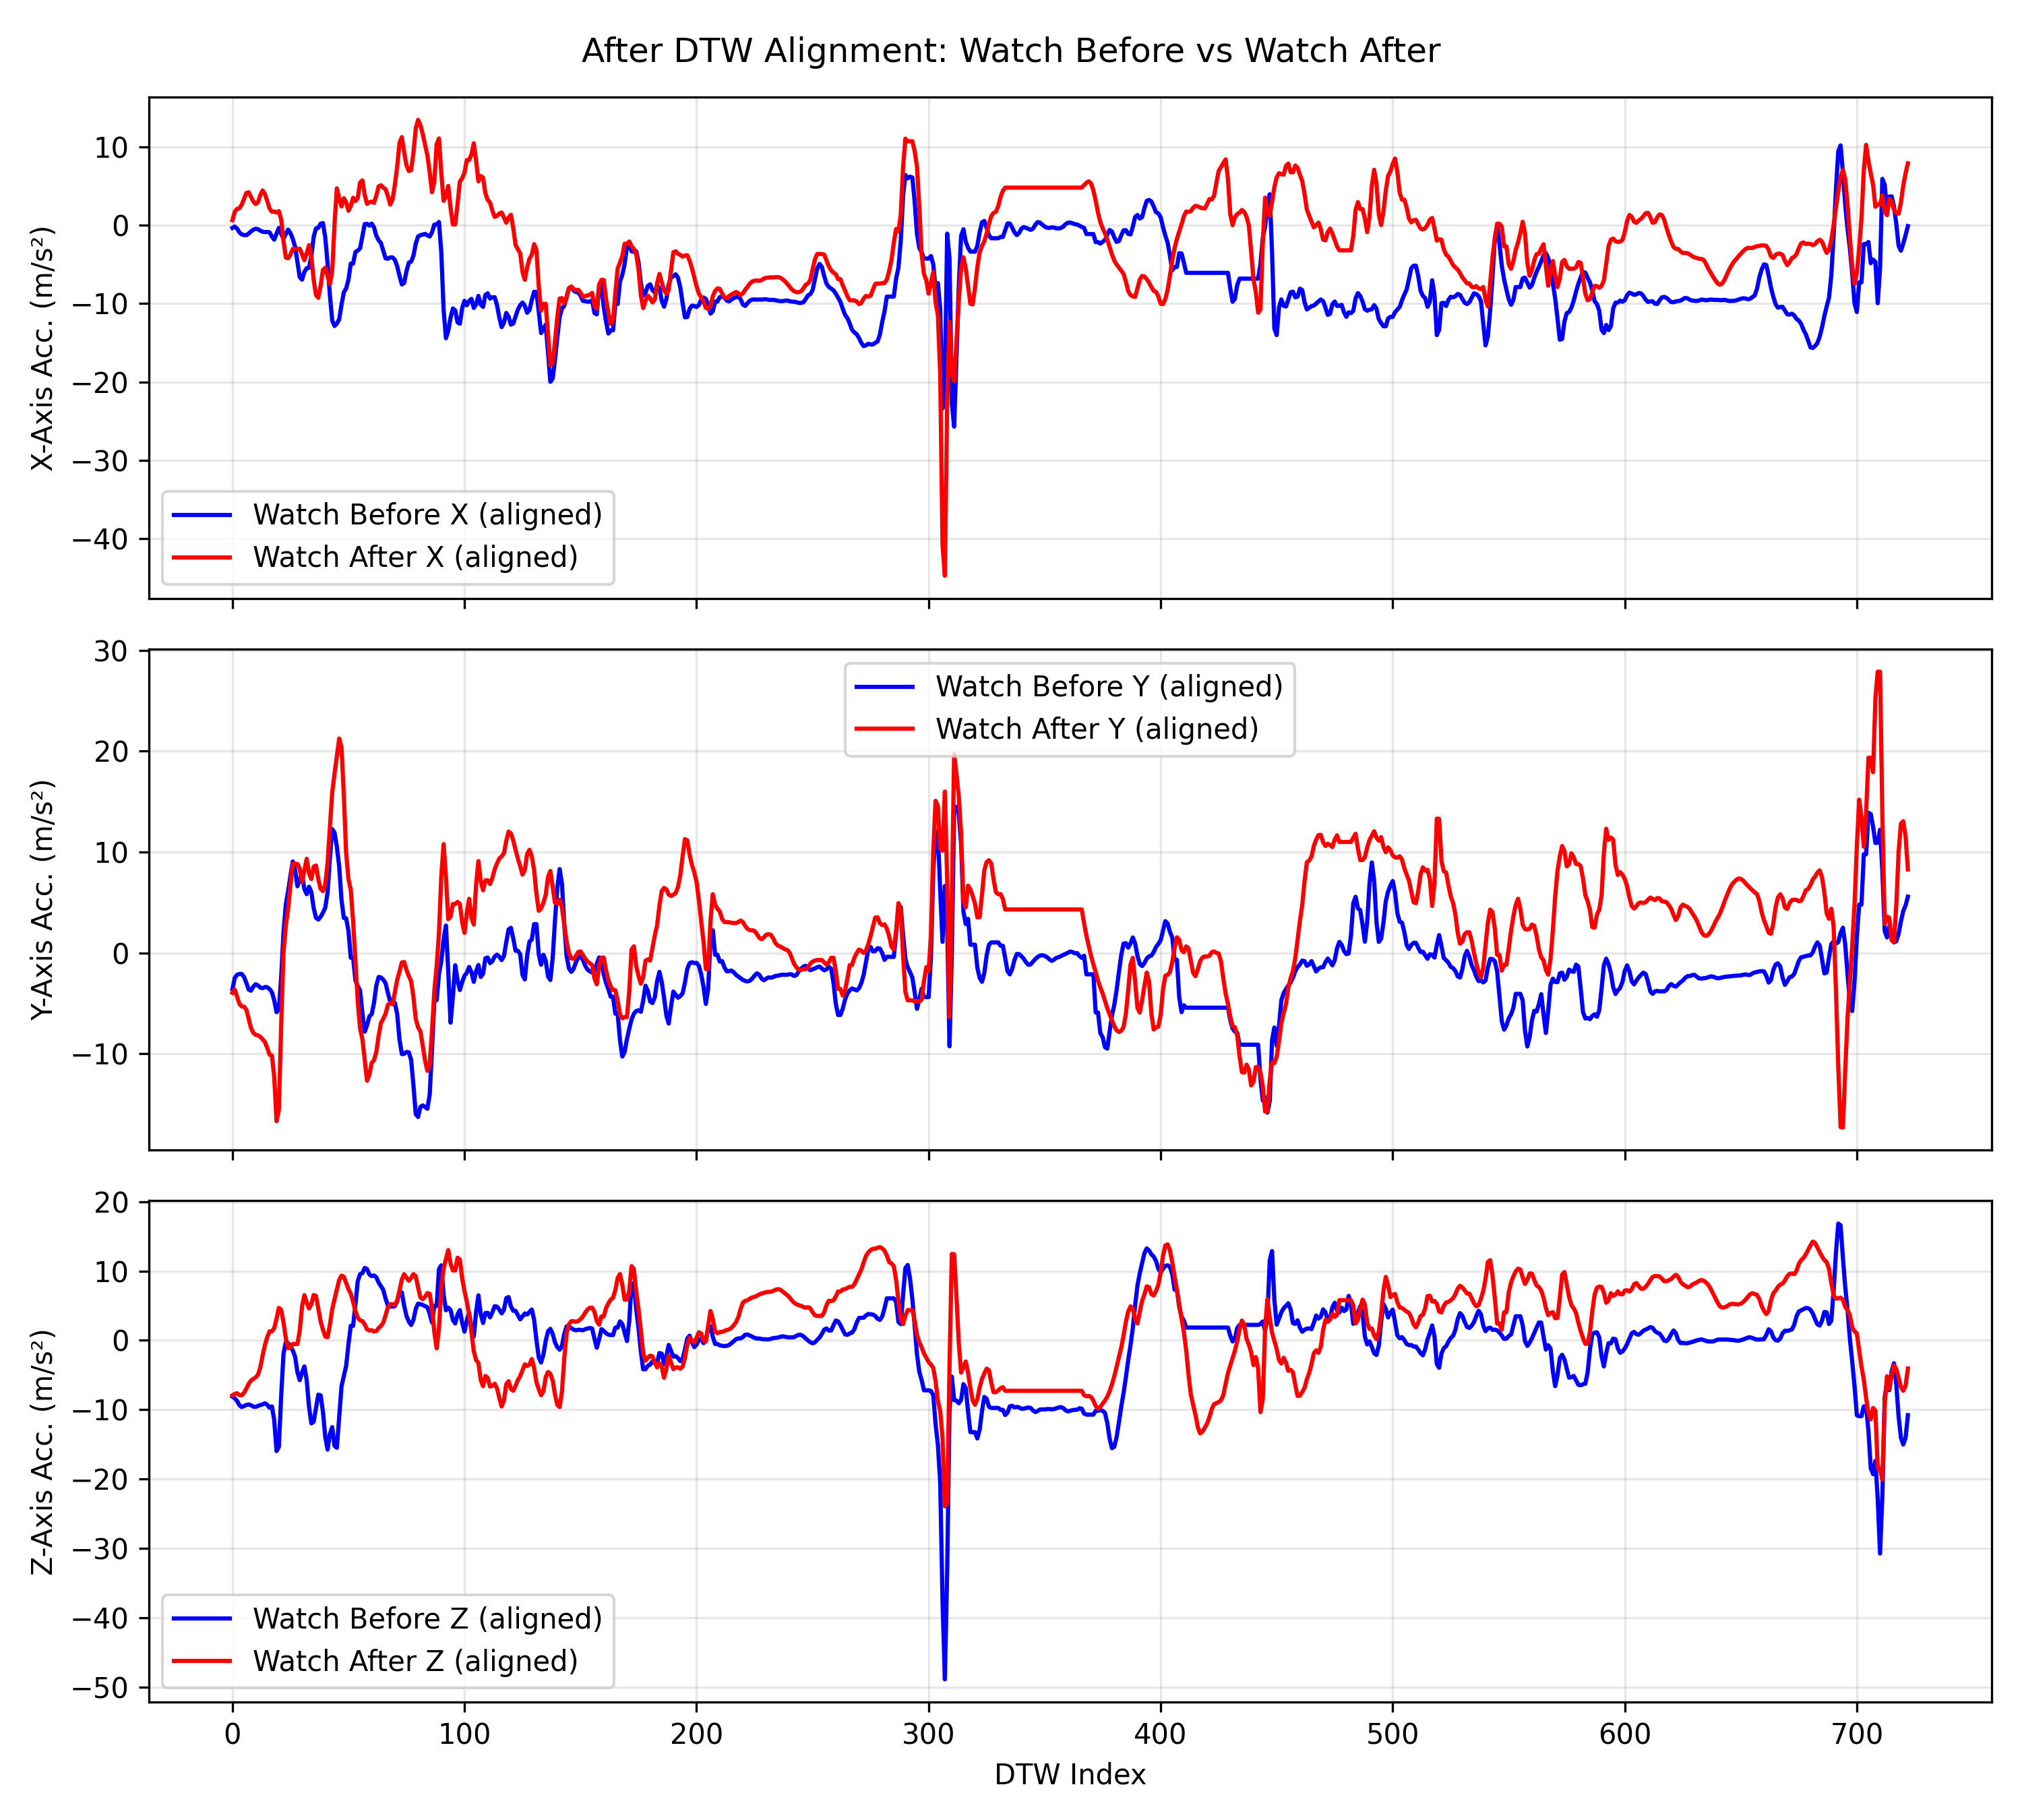 After DTW Alignment: Watch Before vs Watch After
10
0
−10
−20
−30
−40
X-Axis Acc. (m/s²)
Watch Before X (aligned)
Watch After X (aligned)
30
20
10
0
−10
Y-Axis Acc. (m/s²)
Watch Before Y (aligned)
Watch After Y (aligned)
20
10
0
−10
−20
−30
−40
−50
Z-Axis Acc. (m/s²)
Watch Before Z (aligned)
Watch After Z (aligned)
0 100 200 300 400 500 600 700
DTW Index